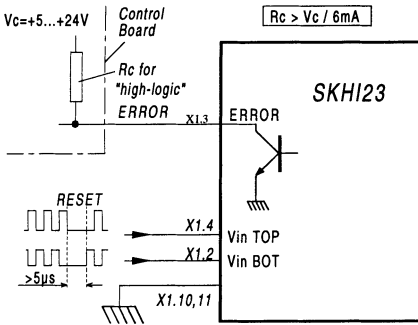 Vc=+5...+24V
Control
Board
Rc > Vc / 6mA
Rc for
"high-logic"
ERROR
X1.3
ERROR
SKHI23
RESET
X1.4
Vin TOP
X1.2
Vin BOT
>5µs
X1.10,11